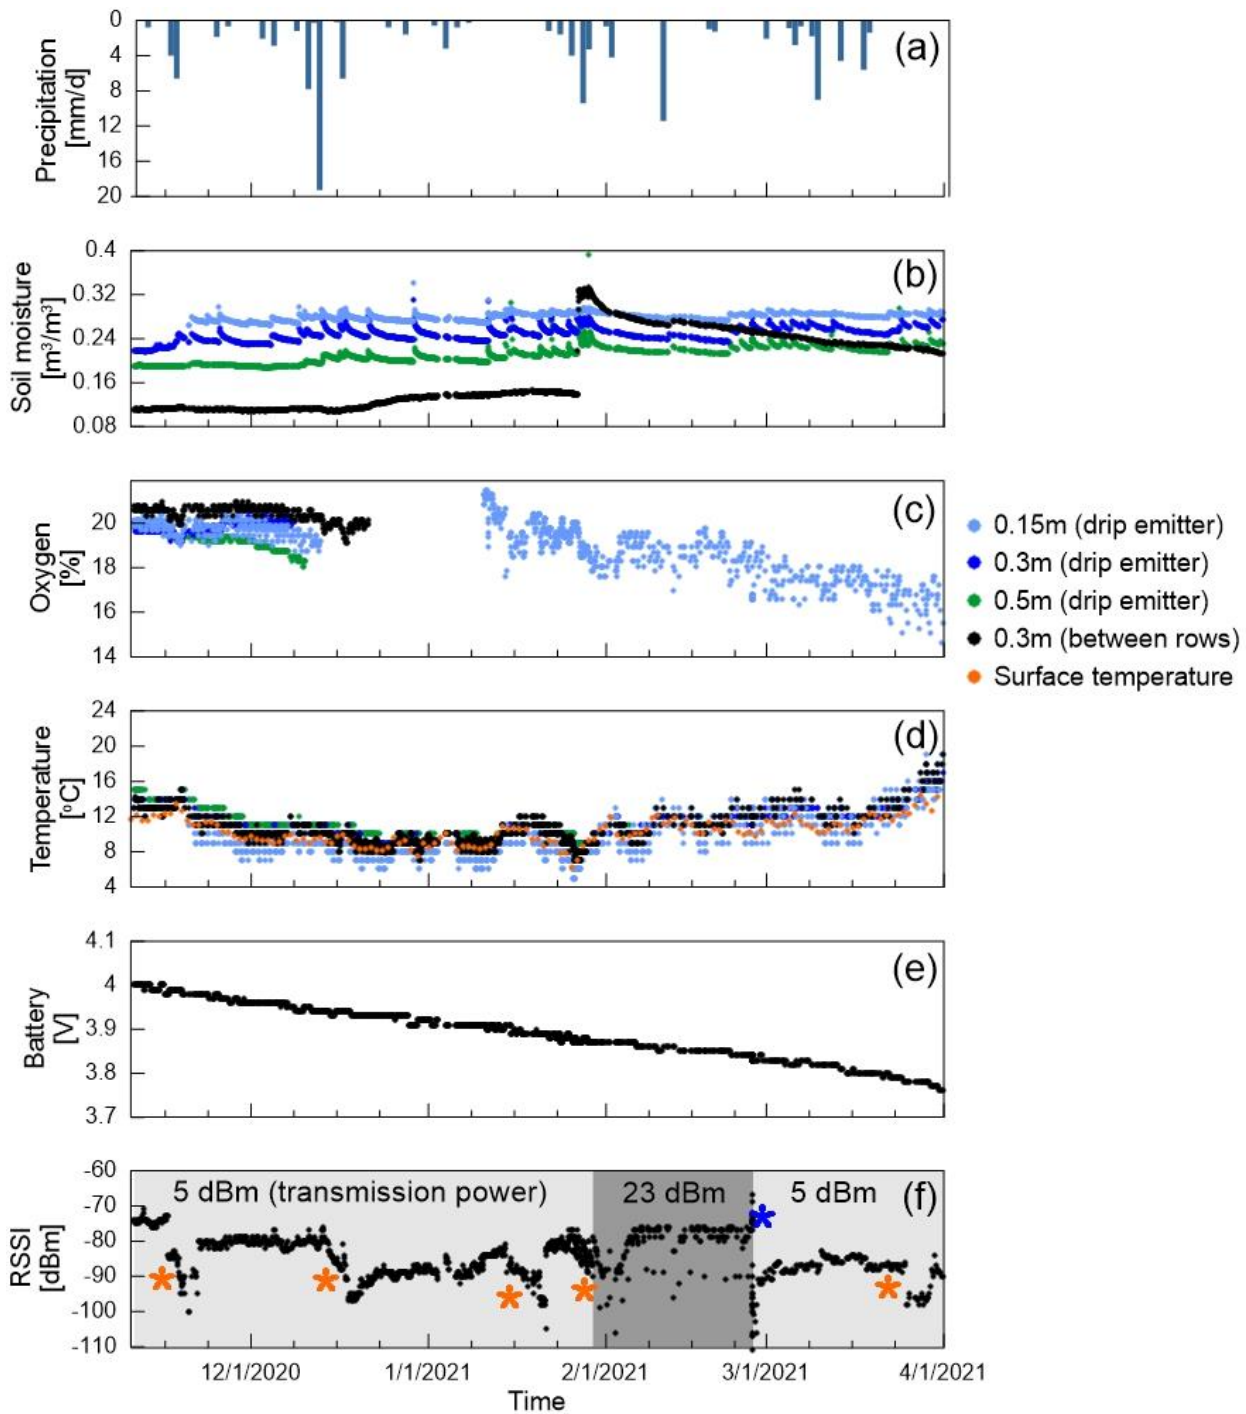 (a)
Precipitation
[mm/d]
0
4
8
12
16
20
(b)
Soil moisture
[m³/m³]
0.4
0.32
0.24
0.16
0.08
(c)
Oxygen
[%]
20
18
16
14
0.15m (drip emitter)
0.3m (drip emitter)
0.5m (drip emitter)
0.3m (between rows)
Surface temperature
(d)
Temperature
[°C]
24
20
16
12
8
4
(e)
Battery
[V]
4.1
4
3.9
3.8
3.7
5 dBm (transmission power)
23 dBm
5 dBm
(f)
RSSI
[dBm]
-60
-70
-80
-90
-100
-110
12/1/2020 1/1/2021 2/1/2021 3/1/2021 4/1/2021
Time